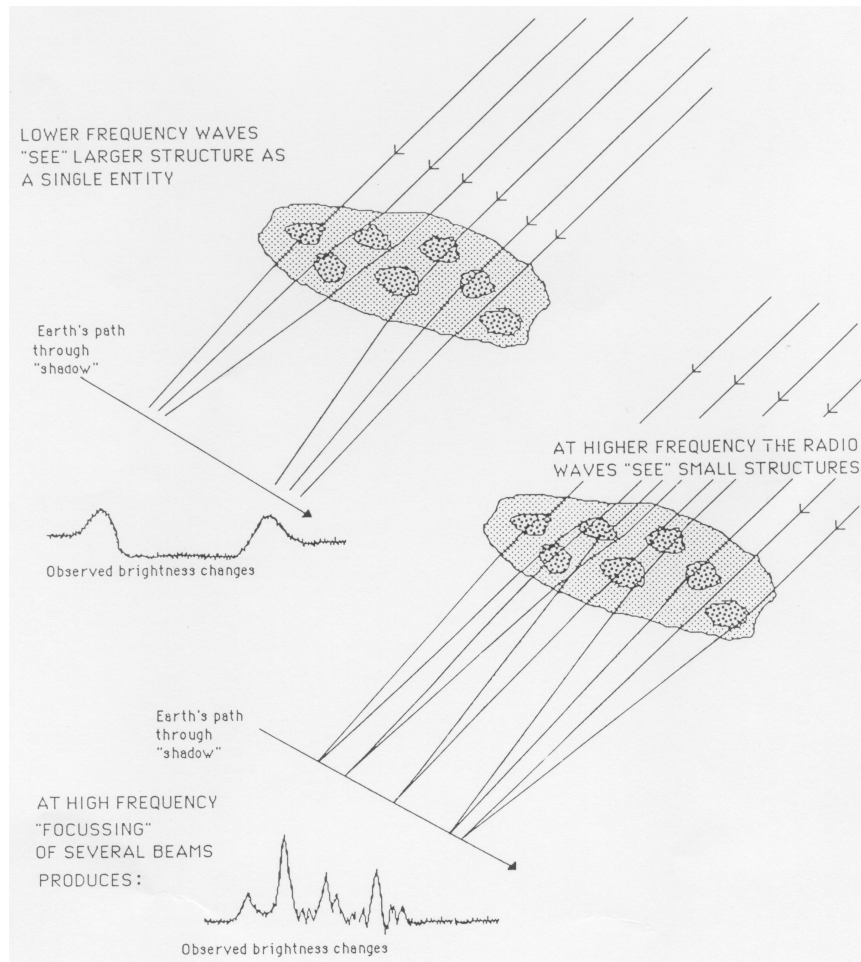 LOWER FREQUENCY WAVES
"SEE" LARGER STRUCTURE AS
A SINGLE ENTITY
Earth's path
through
"shadow"
Observed brightness changes
AT HIGHER FREQUENCY THE RADIO
WAVES "SEE" SMALL STRUCTURES
Earth's path
through
"shadow"
AT HIGH FREQUENCY
"FOCUSSING"
OF SEVERAL BEAMS
PRODUCES:
Observed brightness changes